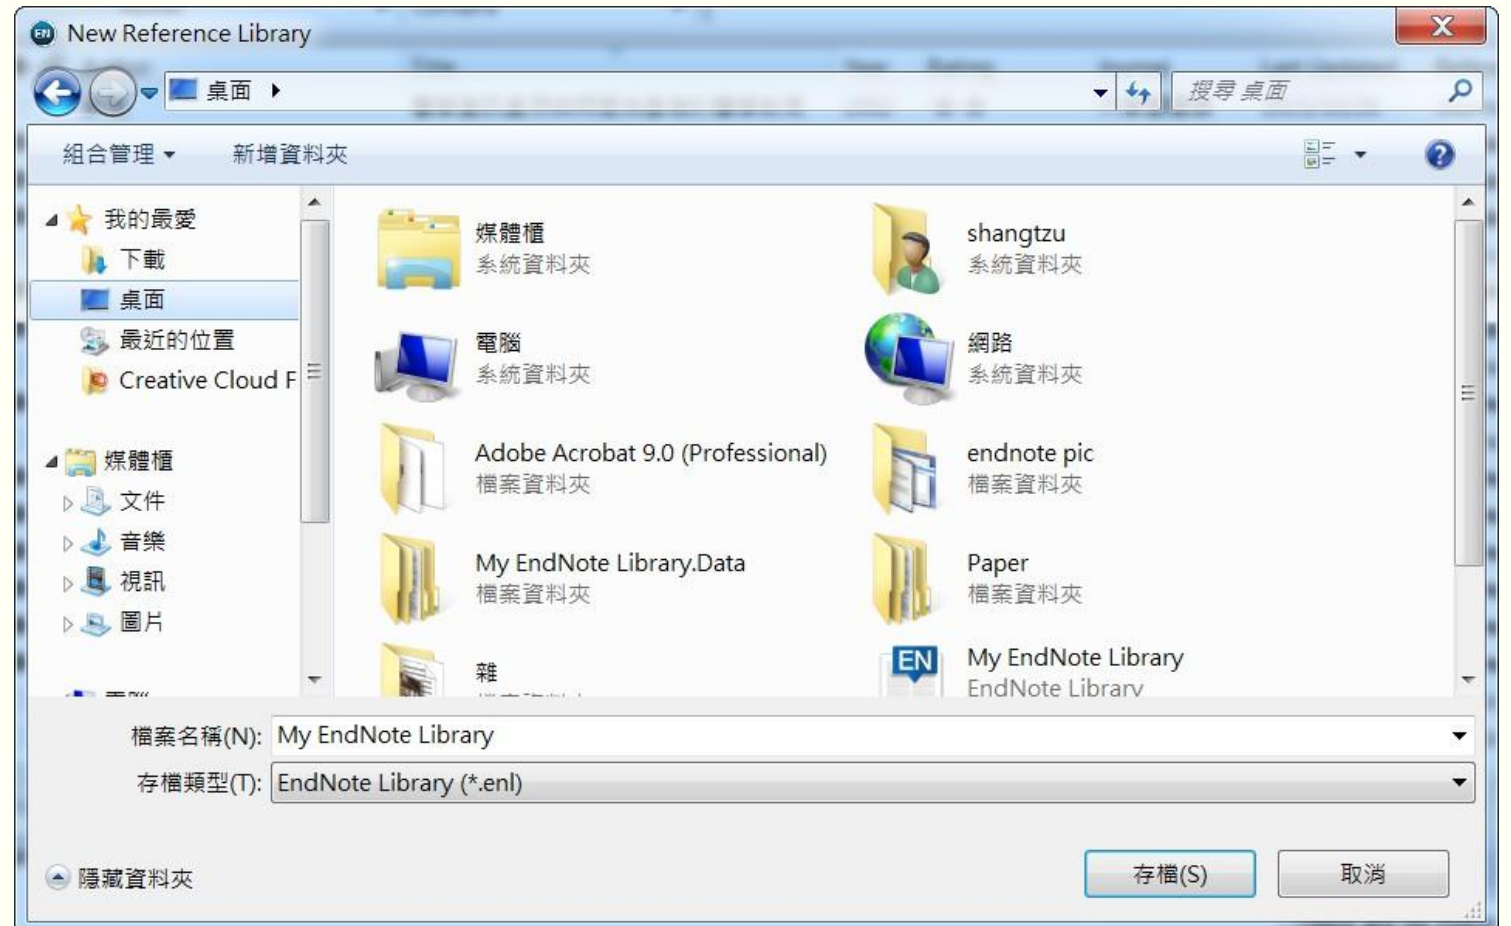 New Reference Library
桌面
搜尋 桌面
組合管理
新增資料夾
我的最愛
下載
桌面
最近的位置
Creative Cloud F
媒體櫃
文件
音樂
視訊
圖片
媒體櫃
系統資料夾
shangtzu
系統資料夾
電腦
系統資料夾
網路
系統資料夾
Adobe Acrobat 9.0 (Professional)
檔案資料夾
endnote pic
檔案資料夾
My EndNote Library.Data
檔案資料夾
Paper
檔案資料夾
雜
EN
My EndNote Library
EndNote Library
檔案名稱(N): My EndNote Library
存檔類型(T): EndNote Library (*.enl)
隱藏資料夾
存檔(S)
取消